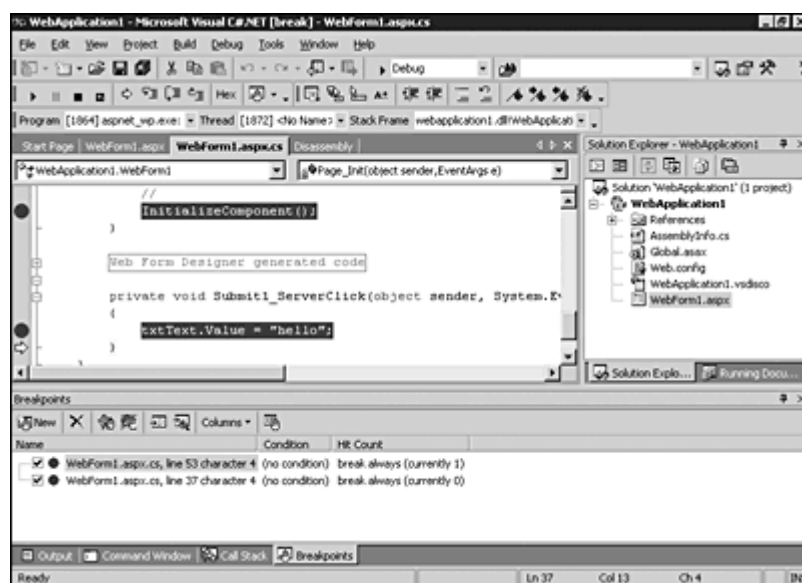 WebApplication1 - Microsoft Visual C#.NET [break] - WebForm1.aspx.cs
File Edit View Project Build Debug Tools Window Help
Debug
Hex
Program [1864] aspnet_wp.exe: Thread [1872] <No Name> Stack Frame webapplication1.dll!WebApplicati
Start Page WebForm1.aspx WebForm1.aspx.cs Disassembly
WebApplication1.WebForm1 Page_Init(object sender,EventArgs e)
//
InitializeComponent();
}
Web Form Designer generated code
private void Submit1_ServerClick(object sender, System.Ev
{
txtText.Value = "hello";
}
}
Solution Explorer - WebApplication1
Solution 'WebApplication1' (1 project)
WebApplication1
References
AssemblyInfo.cs
Global.asax
Web.config
WebApplication1.vsdisco
WebForm1.aspx
Solution Explo... Running Docu...
Breakpoints
New Columns
Name Condition Hit Count
WebForm1.aspx.cs, line 53 character 4 (no condition) break always (currently 1)
WebForm1.aspx.cs, line 37 character 4 (no condition) break always (currently 0)
Output Command Window Call Stack Breakpoints
Ready Ln 37 Col 13 Ch 4 IN